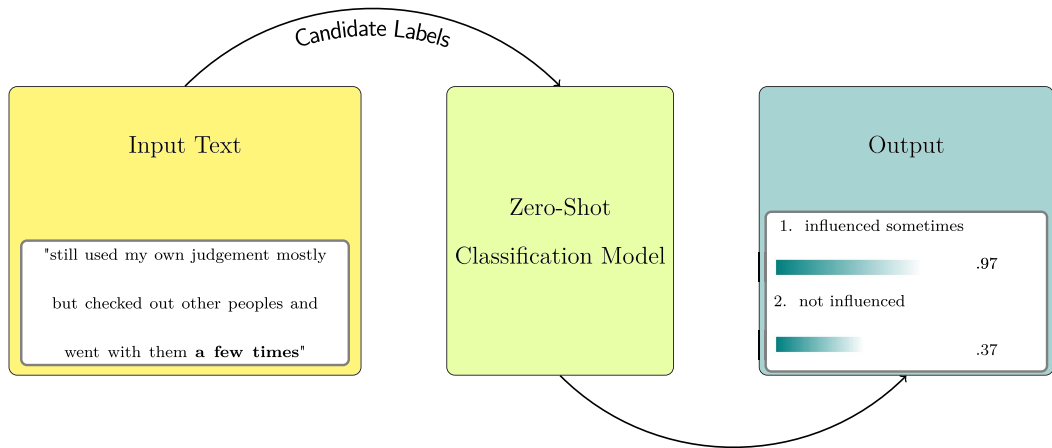 Candidate Labels
Input Text
"still used my own judgement mostly
but checked out other peoples and
went with them a few times"
Zero-Shot
Classification Model
Output
1. influenced sometimes
.97
2. not influenced
.37